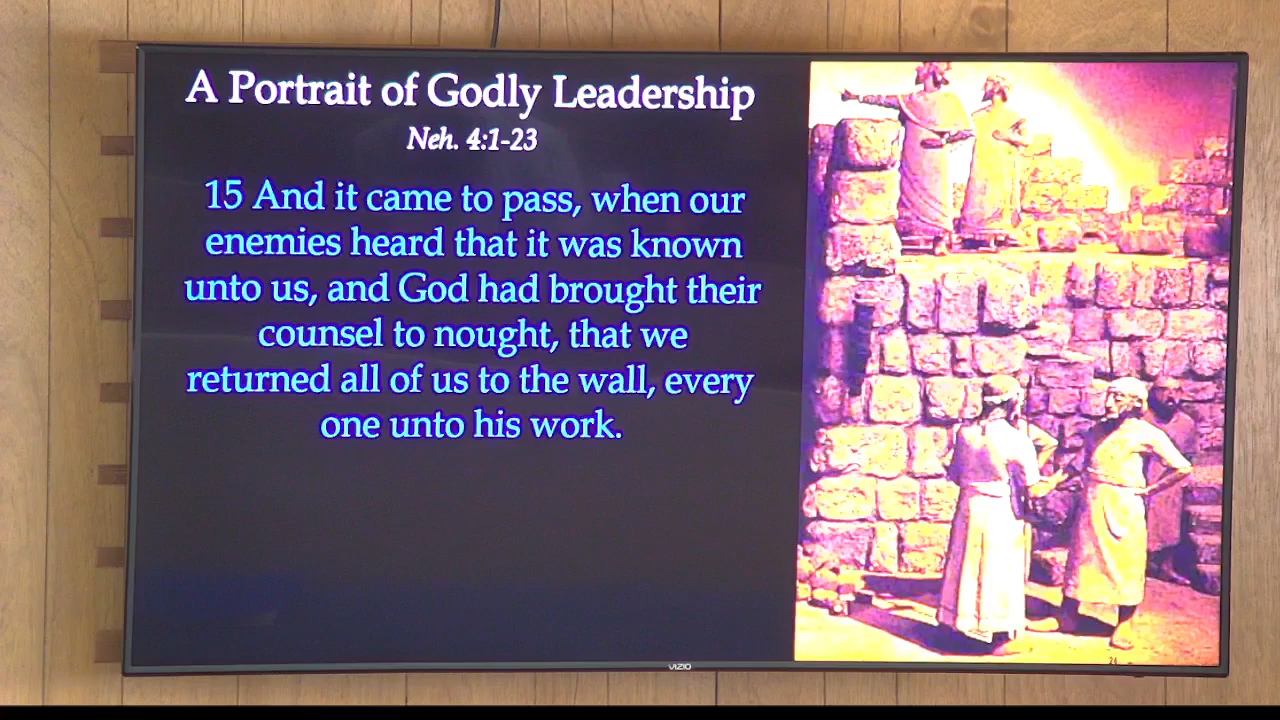 A Portrait of Godly Leadership
Neh. 4:1-23
15 And it came to pass, when our
enemies heard that it was known
unto us, and God had brought their
counsel to nought, that we
returned all of us to the wall, every
one unto his work.
VIZIO
24